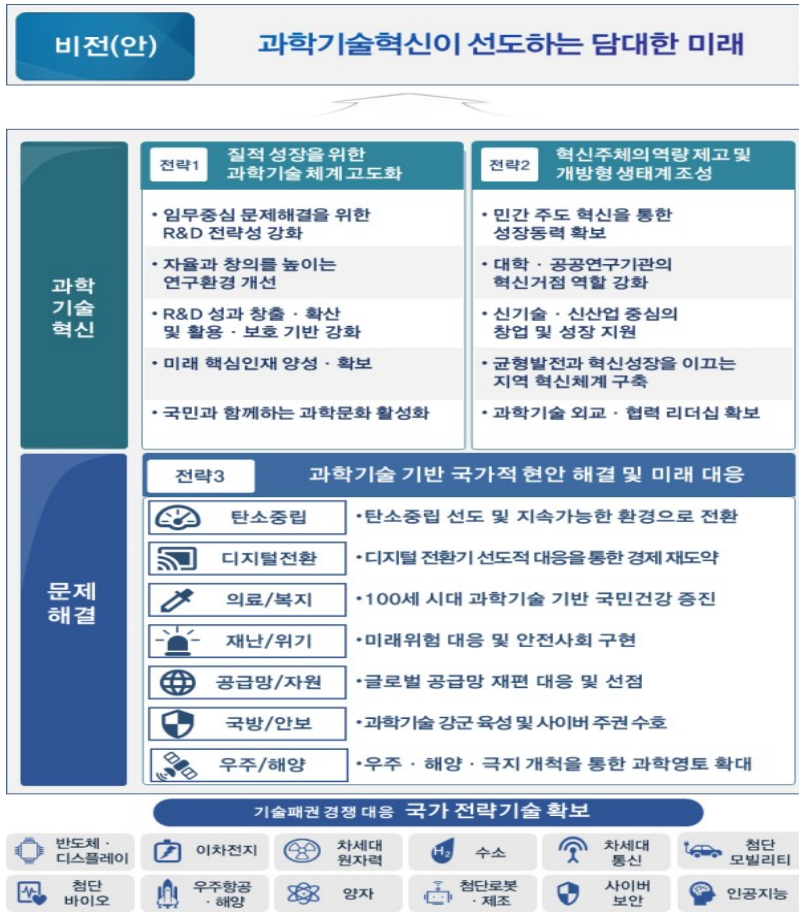 비전(안)
과학기술혁신이 선도하는 담대한 미래
과학
기술
혁신
전략1
질적 성장을 위한
과학기술 체계 고도화
• 임무중심 문제해결을 위한
R&D 전략성 강화
• 자율과 창의를 높이는
연구환경 개선
• R&D 성과 창출 · 확산
및 활용 · 보호 기반 강화
• 미래 핵심인재 양성 · 확보
• 국민과 함께하는 과학문화 활성화
전략2
혁신주체의 역량 제고 및
개방형 생태계 조성
• 민간 주도 혁신을 통한
성장동력 확보
• 대학 · 공공연구기관의
혁신거점 역할 강화
• 신기술 · 신산업 중심의
창업 및 성장 지원
• 균형발전과 혁신성장을 이끄는
지역 혁신체계 구축
• 과학기술 외교 · 협력 리더십 확보
문제
해결
전략3 과학기술 기반 국가적 현안 해결 및 미래 대응
탄소중립 •탄소중립 선도 및 지속가능한 환경으로 전환
디지털전환 •디지털 전환기 선도적 대응을 통한 경제 재도약
의료/복지 •100세 시대 과학기술 기반 국민건강 증진
재난/위기 •미래위험 대응 및 안전사회 구현
공급망/자원 •글로벌 공급망 재편 대응 및 선점
국방/안보 •과학기술 강군 육성 및 사이버 주권 수호
우주/해양 •우주 · 해양 · 극지 개척을 통한 과학영토 확대
기술패권 경쟁 대응 국가 전략기술 확보
반도체 ·
디스플레이
이차전지
차세대
원자력
H2
수소
차세대
통신
첨단
모빌리티
첨단
바이오
우주항공
· 해양
양자
첨단로봇
· 제조
사이버
보안
인공지능